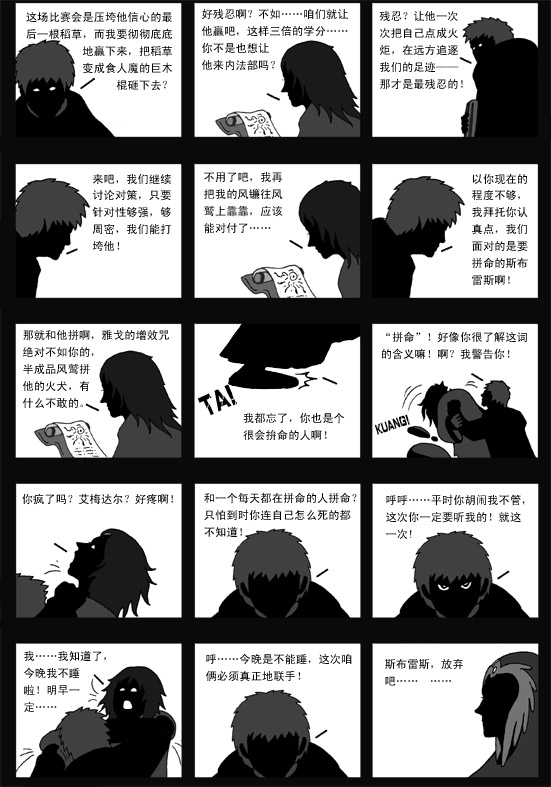 这场比赛会是压垮他信心的最
后一根稻草，而我要彻彻底底
地赢下来，把稻草
变成食人魔的巨木
棍砸下去？
好残忍啊？不如……咱们就让
他赢吧，这样三倍的学分……
你不是也想让
他来内法部吗？
残忍？让他一次
次把自己点成火
炬，在远方追逐
我们的足迹——
那才是最残忍的！
来吧，我们继续
讨论对策，只要
针对性够强，够
周密，我们能打
垮他！
不用了吧，我再
把我的风镰往风
鹫上靠靠，应该
能对付了……
以你现在的
程度不够，
我拜托你认
真点，我们
面对的是要
拼命的斯布
雷斯啊！
那就和他拼啊，雅戈的增效咒
绝对不如你的，
半成品风鹫拼
他的火犬，有
什么不敢的。
TA!
我都忘了，你也是个
很会拚命的人啊！
“拼命”！好像你很了解这词
的含义嘛！啊？我警告你！
KUANG!
你疯了吗？艾梅达尔？好疼啊！
和一个每天都在拼命的人拼命？
只怕到时你连自己怎么死的都
不知道！
呼呼……平时你胡闹我不管，
这次你一定要听我的！就这
一次！
我……我知道了，
今晚我不睡
啦！明早一
定……
呼……今晚是不能睡，这次咱
俩必须真正地联手！
斯布雷斯，放弃
吧…… ……